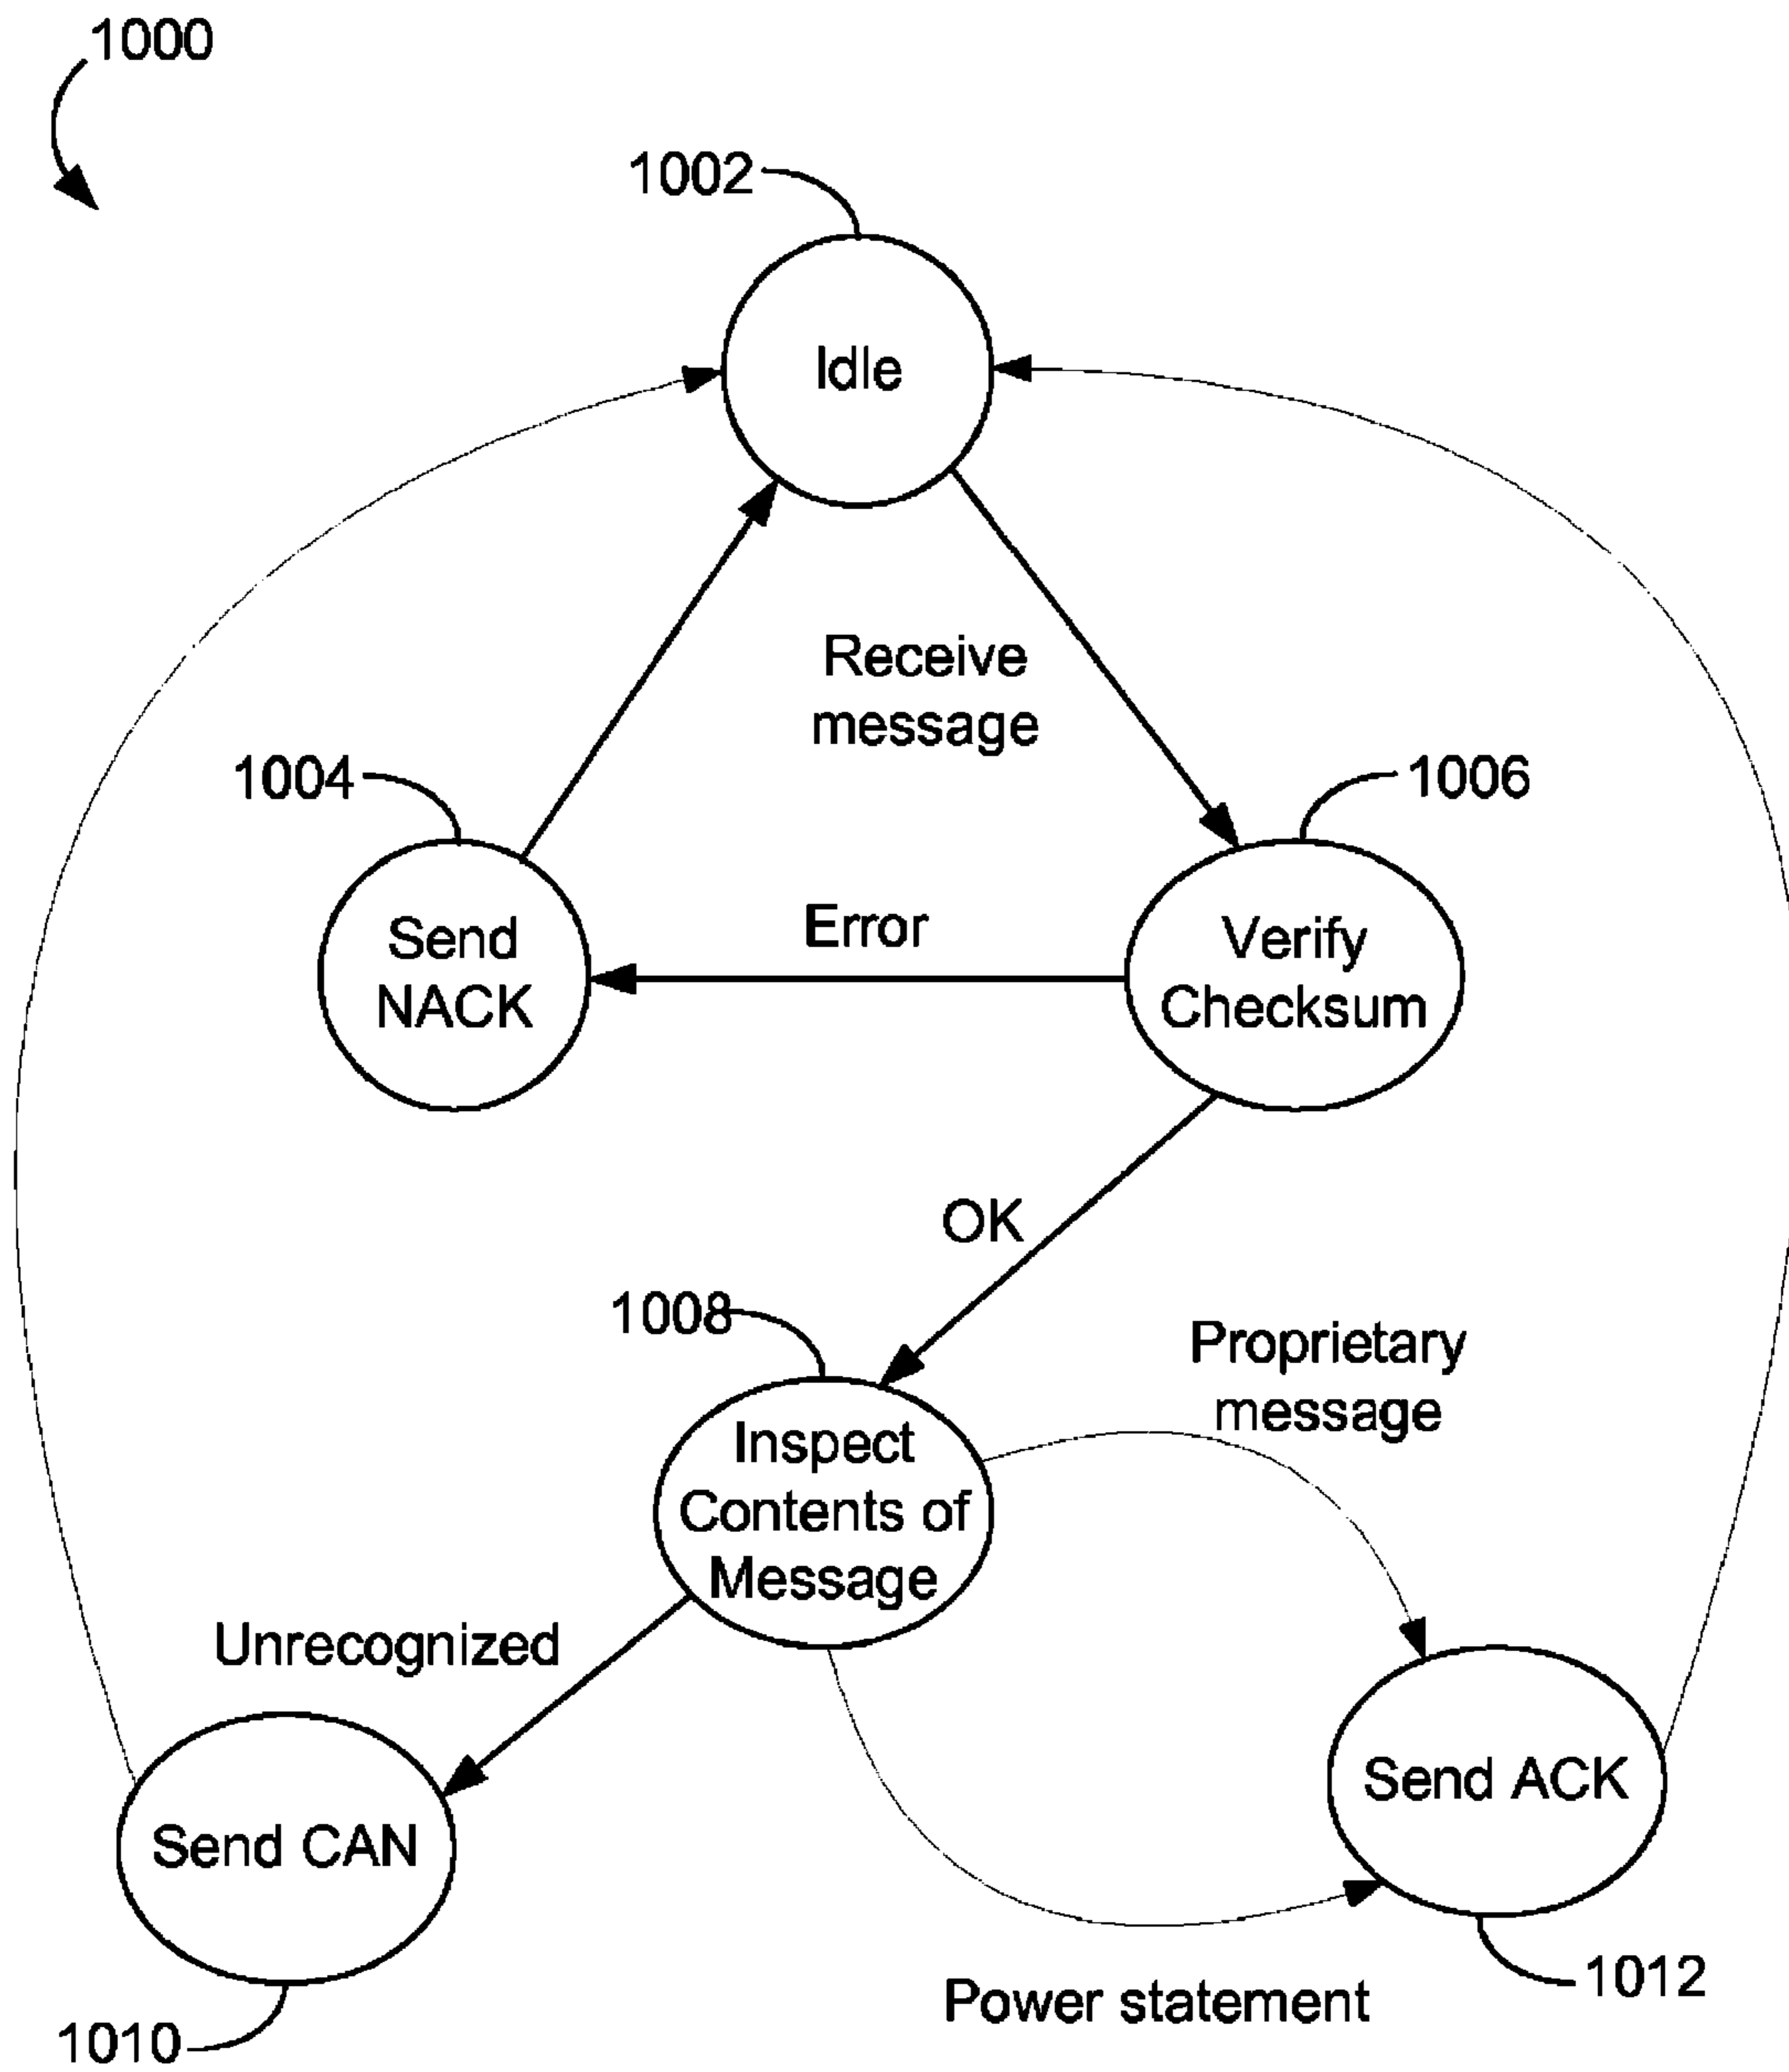 1000
1002
Idle
Receive
message
1004
1006
Send
NACK
Error
Verify
Checksum
OK
1008
Proprietary
message
Inspect
Contents of
Message
Unrecognized
Send ACK
Send CAN
1012
Power statement
1010